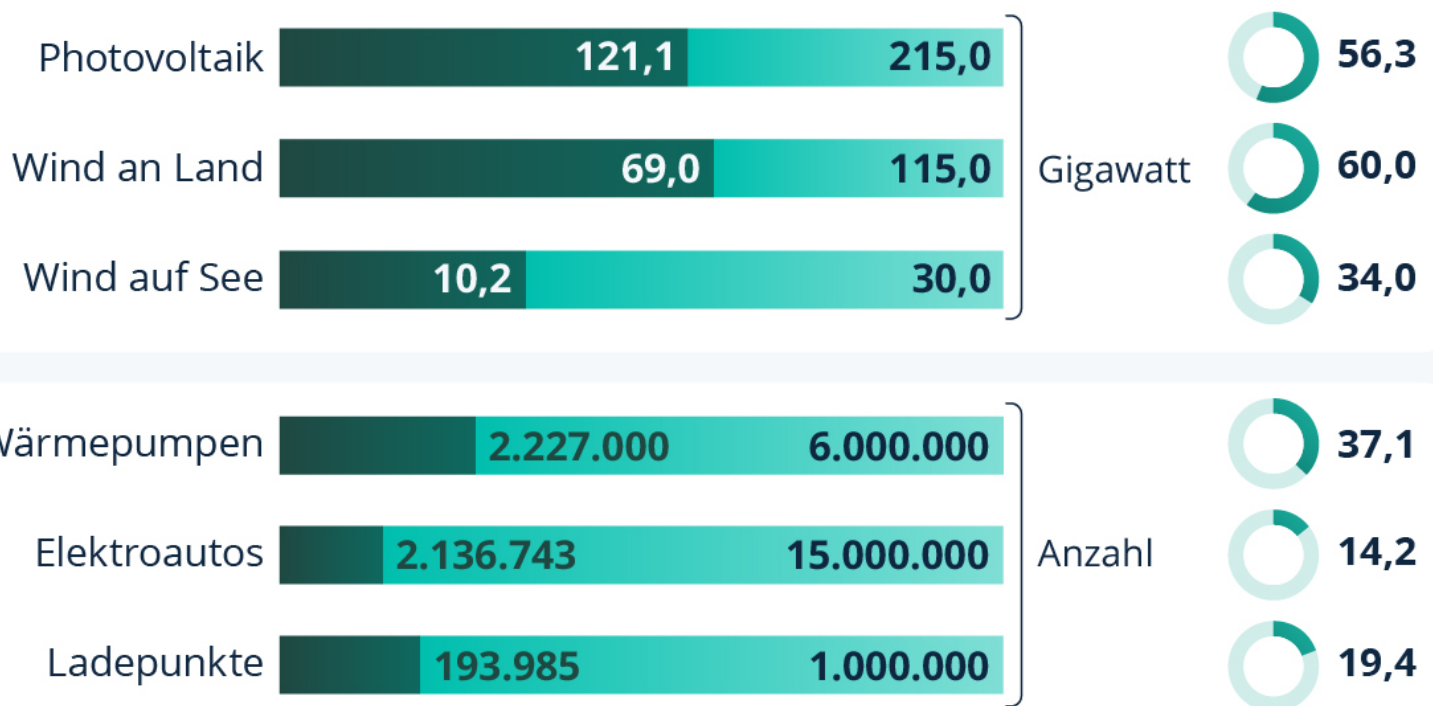 Photovoltaik 121,1 215,0 56,3
Wind an Land 69,0 115,0 Gigawatt 60,0
Wind auf See 10,2 30,0 34,0
Wärmepumpen 2.227.000 6.000.000 37,1
Elektroautos 2.136.743 15.000.000 Anzahl 14,2
Ladepunkte 193.985 1.000.000 19,4